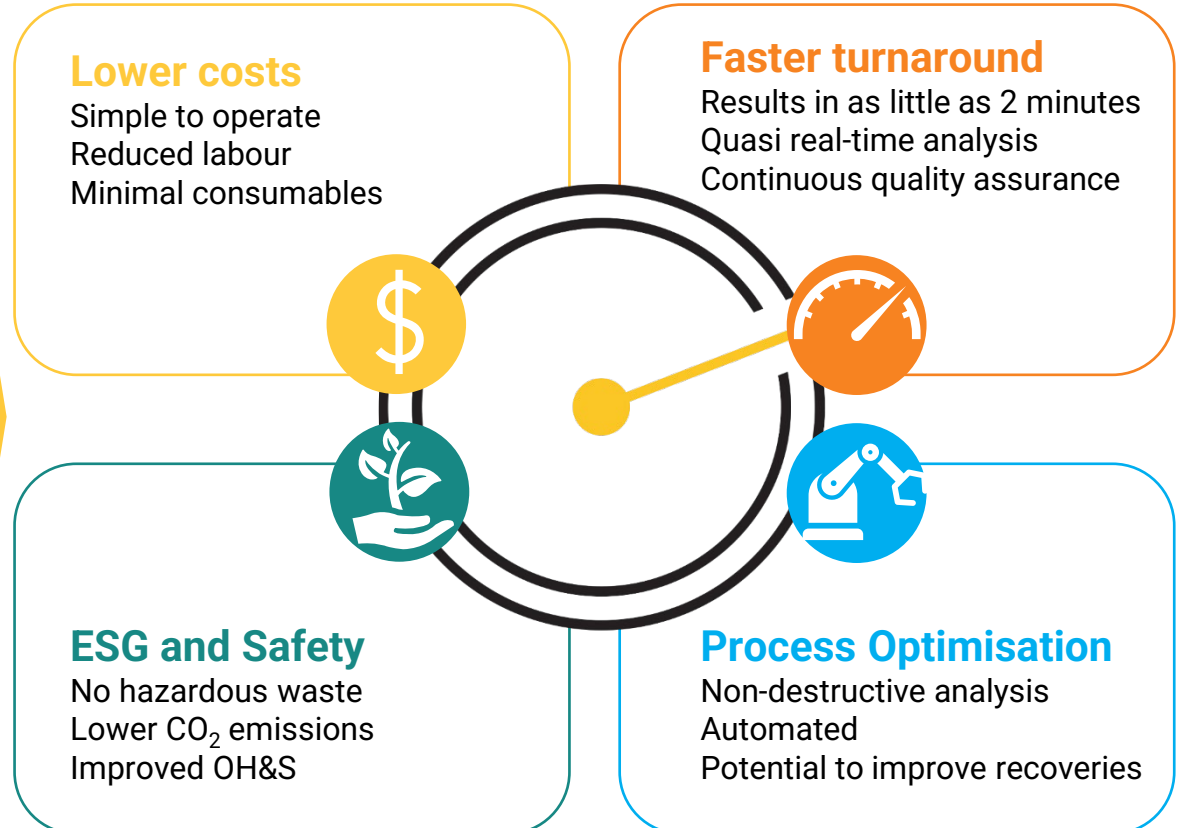 Lower costs
Simple to operate
Reduced labour
Minimal consumables
Faster turnaround
Results in as little as 2 minutes
Quasi real-time analysis
Continuous quality assurance
$
ESG and Safety
No hazardous waste
Lower CO₂ emissions
Improved OH&S
Process Optimisation
Non-destructive analysis
Automated
Potential to improve recoveries